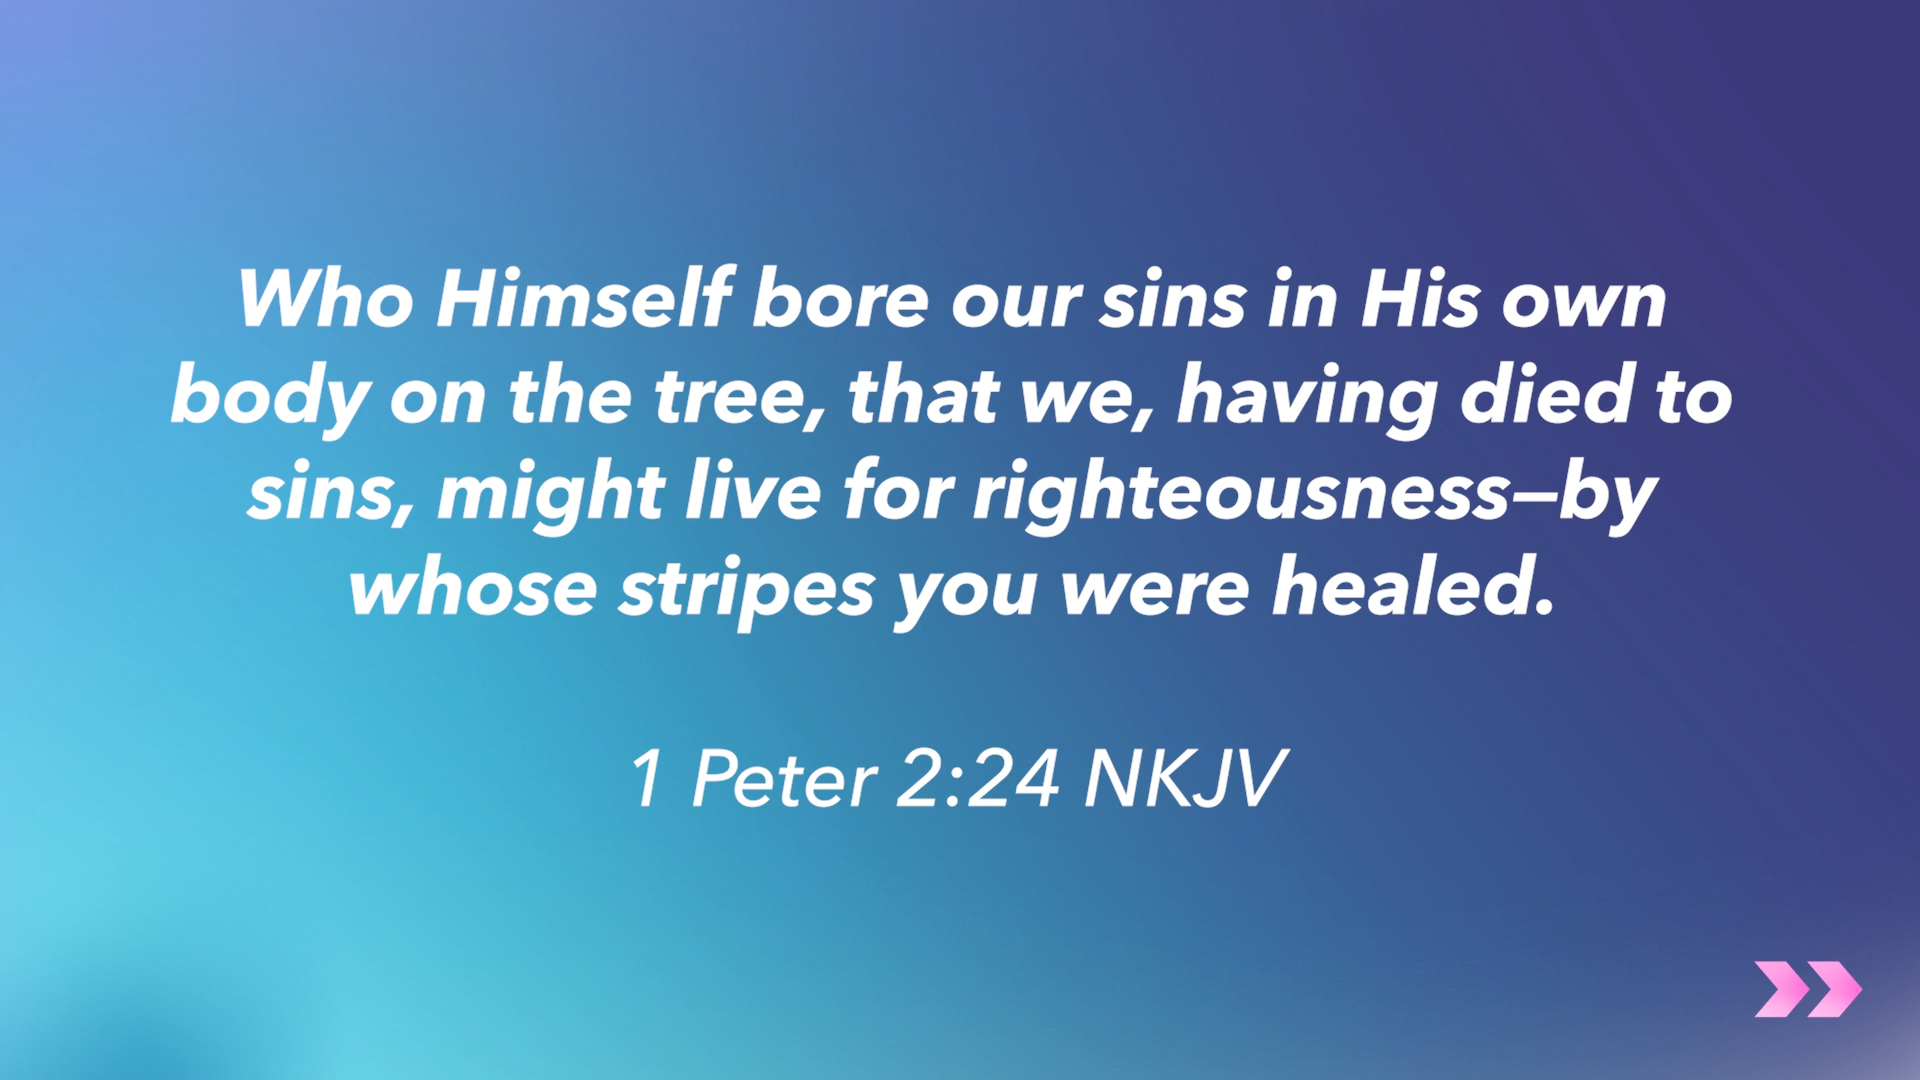 Who Himself bore our sins in His own
body on the tree, that we, having died to
sins, might live for righteousness—by
whose stripes you were healed.
1 Peter 2:24 NKJV